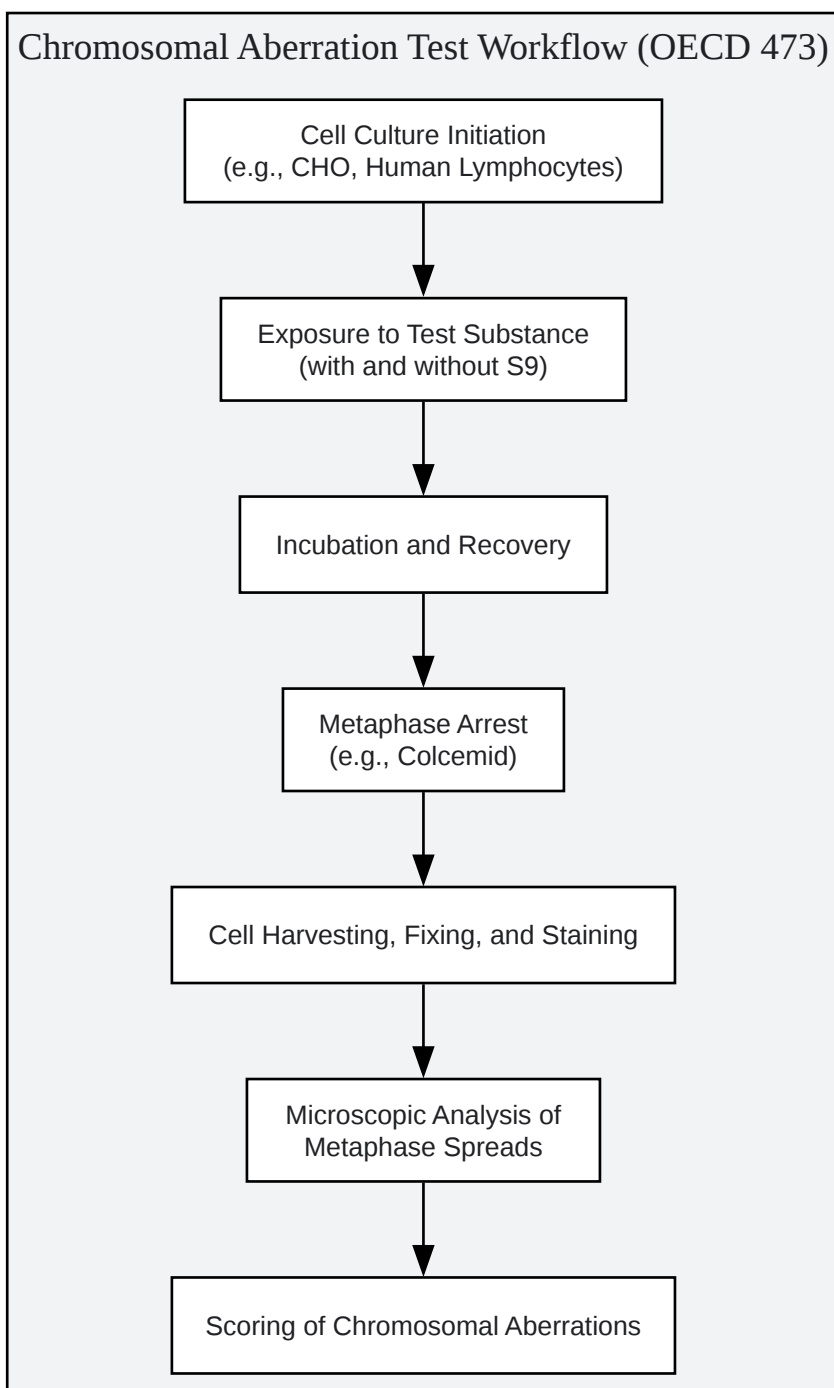 Chromosomal Aberration Test Workflow (OECD 473)
Cell Culture Initiation
(e.g., CHO, Human Lymphocytes)
Exposure to Test Substance
(with and without S9)
Incubation and Recovery
Metaphase Arrest
(e.g., Colcemid)
Cell Harvesting, Fixing, and Staining
Microscopic Analysis of
Metaphase Spreads
Scoring of Chromosomal Aberrations